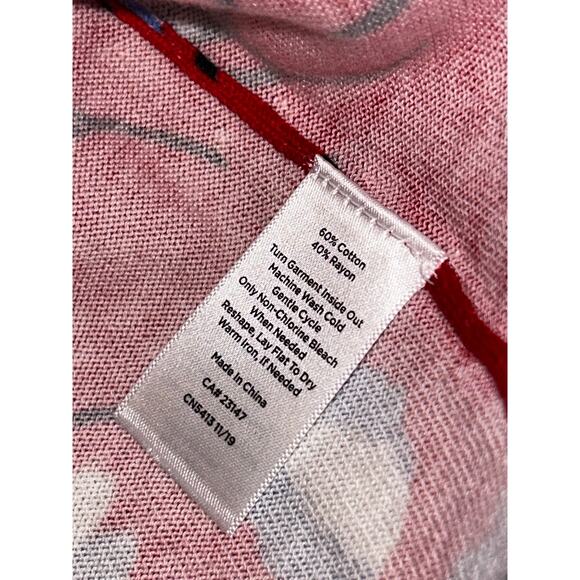 60% Cotton
40% Rayon
Turn Garment Inside Out
Machine Wash Cold
Gentle Cycle
Only Non-Chlorine Bleach
When Needed
Reshape, Lay Flat To Dry
Warm Iron, If Needed
Made In China
CA# 23147
CN5413 11/19